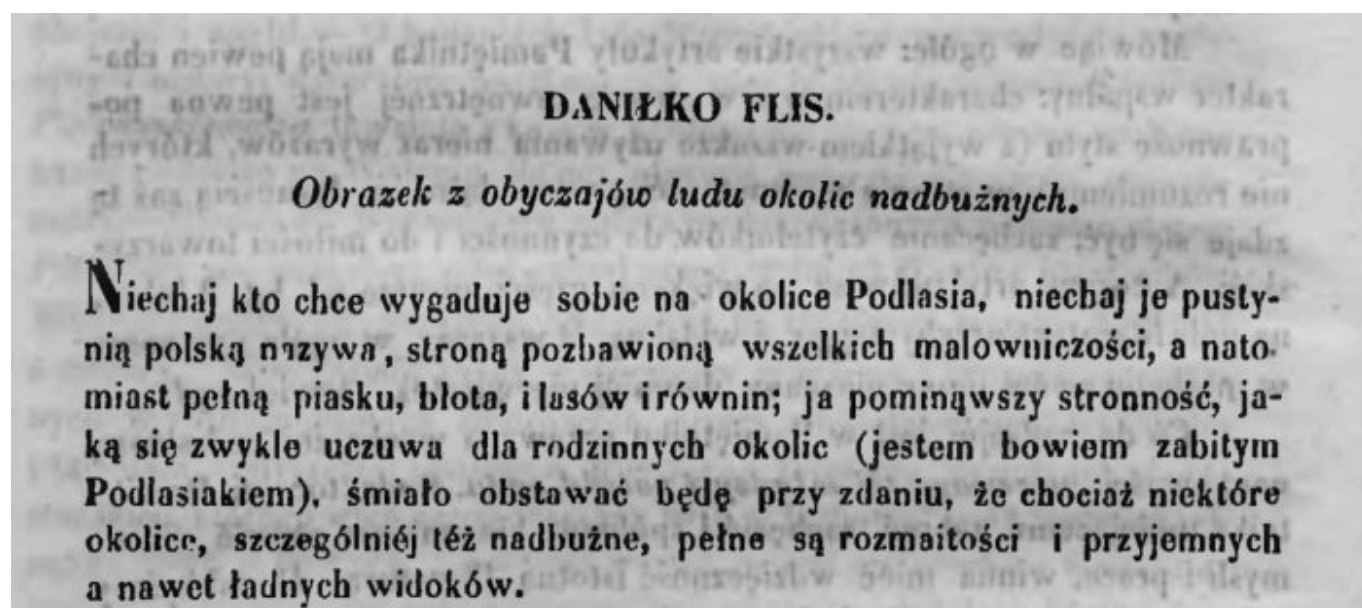 DANIŁKO FLIS.
Obrazek z obyczajów ludu okolic nadbużnych.
Niechaj kto chce wygaduje sobie na okolice Podlasia, niechaj je pusty-
nią polską nazywa, stroną pozbawioną wszelkich malowniczości, a nato-
miast pełną piasku, błota, i lasów i równin; ja pominąwszy stronność, ja-
ką się zwykle uczuwa dla rodzinnych okolic (jestem bowiem zabitym
Podlasiakiem), śmiało obstawać będę przy zdaniu, że chociaż niektóre
okolice, szczególniéj téż nadbużne, pełne są rozmaitości i przyjemnych
a nawet ładnych widoków.